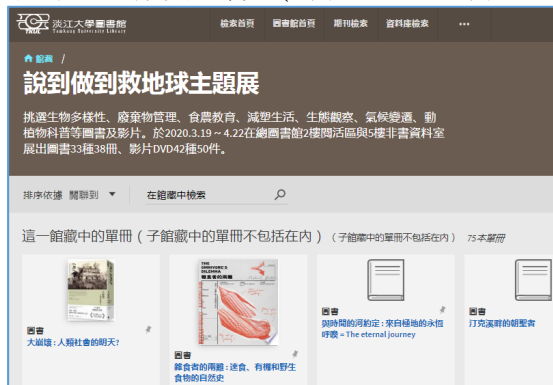 淡江大學圖書館
Tamkang University Library
TKUL
檢索首頁 圖書館首頁 期刊檢索 資料庫檢索 •••
館藏 /
說到做到救地球主題展
挑選生物多樣性、廢棄物管理、食農教育、減塑生活、生態觀察、氣候變遷、動
植物科普等圖書及影片。於2020.3.19～4.22在總圖書館2樓閱活區與5樓非書資料室
展出圖書33種38冊、影片DVD42種50件。
排序依據 關聯到 在館藏中檢索
這一館藏中的單冊 ( 子館藏中的單冊不包括在內 ) ( 子館藏中的單冊不包括在內 ) 75本單冊
圖書
大崩壞 : 人類社會的明天?
THE OMNIVORE'S DILEMMA
雜食者的兩難
圖書
雜食者的兩難 : 速食、有機和野生
食物的自然史
圖書
與時間的河約定 : 來自極地的永恆
呼喚 = The eternal journey
圖書
汀克溪畔的朝聖者